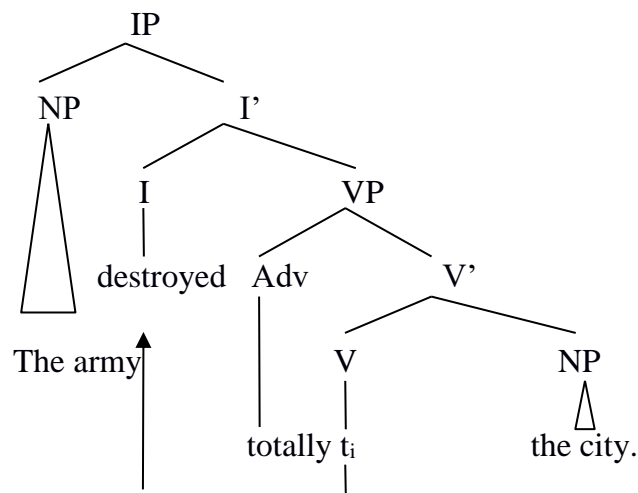 IP
NP I’
I VP
destroyed Adv V’
The army V NP
totally tᵢ the city.